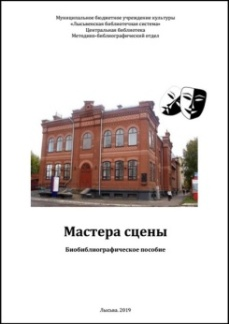 Муниципальное бюджетное учреждение культуры
«Лысьвенская библиотечная система»
Центральная библиотека
Методико-библиографический отдел
Мастера сцены
Биобиблиографическое пособие
Лысьва, 2019